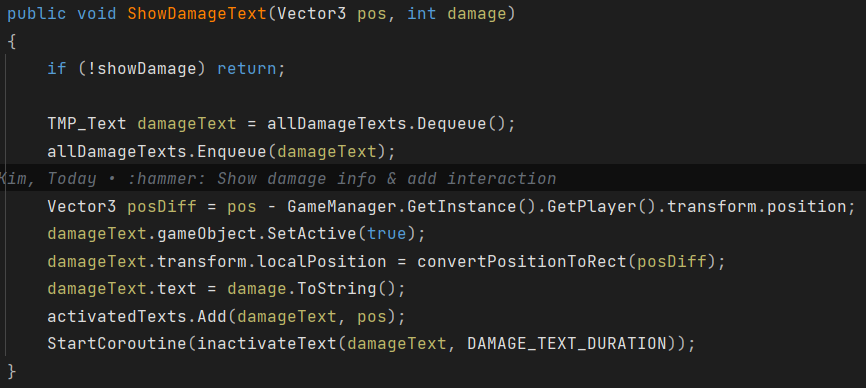 public void ShowDamageText(Vector3 pos, int damage)
{
if (!showDamage) return;
TMP_Text damageText = allDamageTexts.Dequeue();
allDamageTexts.Enqueue(damageText);
Kim, Today • :hammer: Show damage info & add interaction
Vector3 posDiff = pos - GameManager.GetInstance().GetPlayer().transform.position;
damageText.gameObject.SetActive(true);
damageText.transform.localPosition = convertPositionToRect(posDiff);
damageText.text = damage.ToString();
activatedTexts.Add(damageText, pos);
StartCoroutine(inactivateText(damageText, DAMAGE_TEXT_DURATION));
}